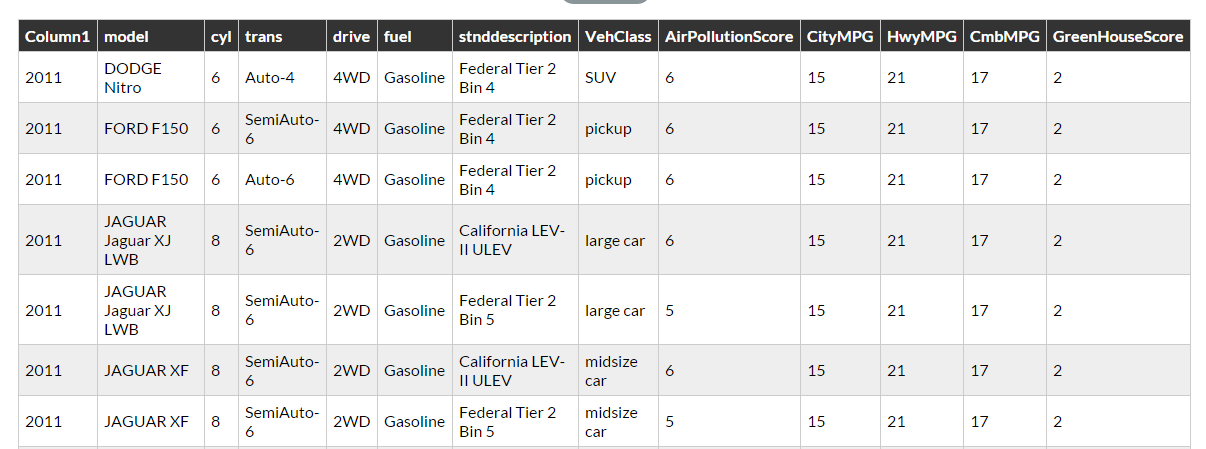 Column1 model cyl trans drive fuel stnddescription VehClass AirPollutionScore CityMPG HwyMPG CmbMPG GreenHouseScore
2011 DODGE Nitro 6 Auto-4 4WD Gasoline Federal Tier 2 Bin 4 SUV 6 15 21 17 2
2011 FORD F150 6 SemiAuto-6 4WD Gasoline Federal Tier 2 Bin 4 pickup 6 15 21 17 2
2011 FORD F150 6 Auto-6 4WD Gasoline Federal Tier 2 Bin 4 pickup 6 15 21 17 2
2011 JAGUAR Jaguar XJ LWB 8 SemiAuto-6 2WD Gasoline California LEV-II ULEV large car 6 15 21 17 2
2011 JAGUAR Jaguar XJ LWB 8 SemiAuto-6 2WD Gasoline Federal Tier 2 Bin 5 large car 5 15 21 17 2
2011 JAGUAR XF 8 SemiAuto-6 2WD Gasoline California LEV-II ULEV midsize car 6 15 21 17 2
2011 JAGUAR XF 8 SemiAuto-6 2WD Gasoline Federal Tier 2 Bin 5 midsize car 5 15 21 17 2